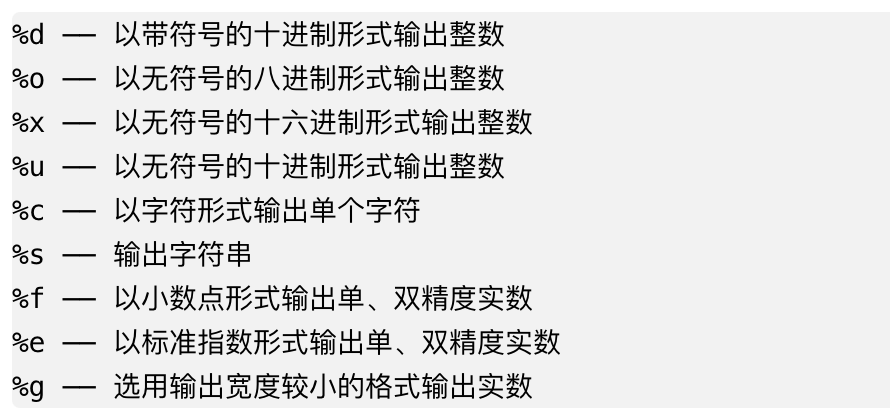 %d —— 以带符号的十进制形式输出整数
%o —— 以无符号的八进制形式输出整数
%x —— 以无符号的十六进制形式输出整数
%u —— 以无符号的十进制形式输出整数
%c —— 以字符形式输出单个字符
%s —— 输出字符串
%f —— 以小数点形式输出单、双精度实数
%e —— 以标准指数形式输出单、双精度实数
%g —— 选用输出宽度较小的格式输出实数